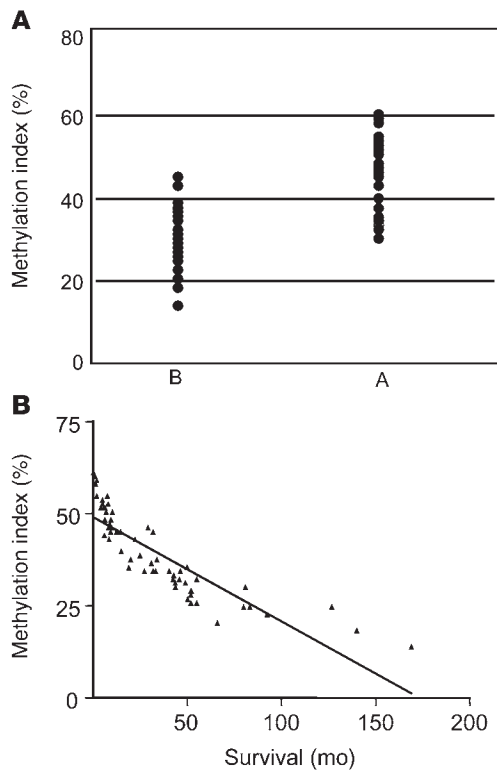 A
Methylation index (%)
80
60
40
20
0
B
A
B
Methylation index (%)
75
50
25
0
50
100
150
200
Survival (mo)